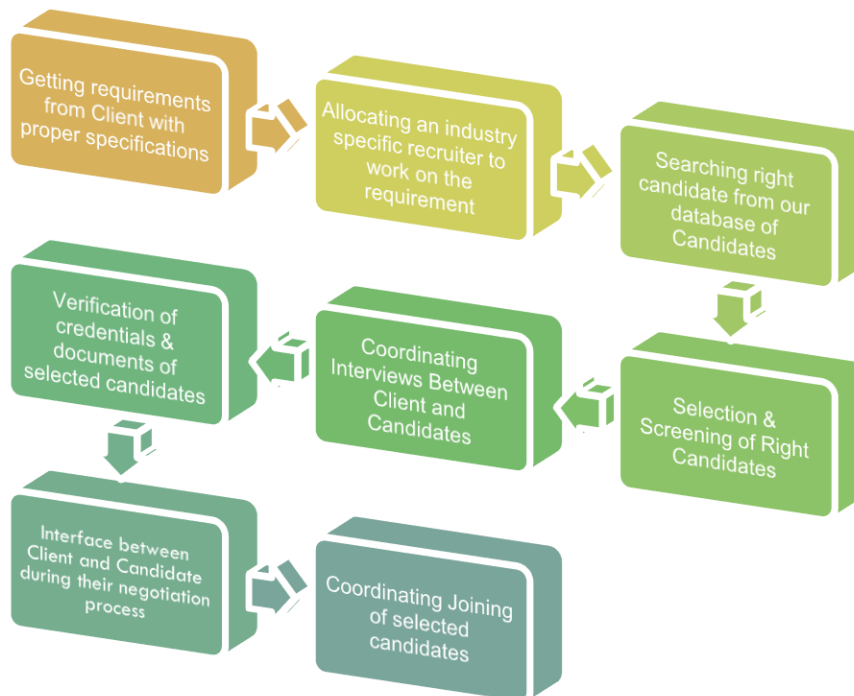 Getting requirements
from Client with
proper specifications
Allocating an industry
specific recruiter to
work on the
requirement
Searching right
candidate from our
database of
Candidates
Selection &
Screening of Right
Candidates
Coordinating
Interviews Between
Client and
Candidates
Verification of
credentials &
documents of
selected candidates
Interface between
Client and Candidate
during their negotiation
process
Coordinating Joining
of selected
candidates